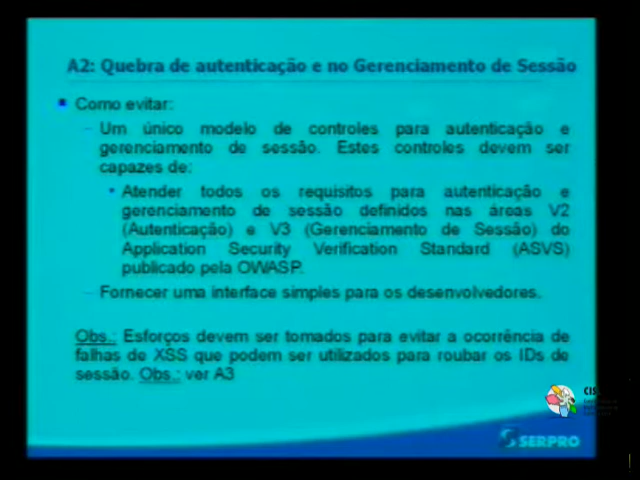 A2: Quebra de autenticação e no Gerenciamento de Sessão
Como evitar:
Um único modelo de controles para autenticação e
gerenciamento de sessão. Estes controles devem ser
capazes de:
Atender todos os requisitos para autenticação e
gerenciamento de sessão definidos nas áreas V2
(Autenticação) e V3 (Gerenciamento de Sessão) do
Application Security Verification Standard (ASVS)
publicado pela OWASP.
Fornecer uma interface simples para os desenvolvedores.
Obs.: Esforços devem ser tomados para evitar a ocorrência de
falhas de XSS que podem ser utilizados para roubar os IDs de
sessão. Obs.: ver A3
SERPRO